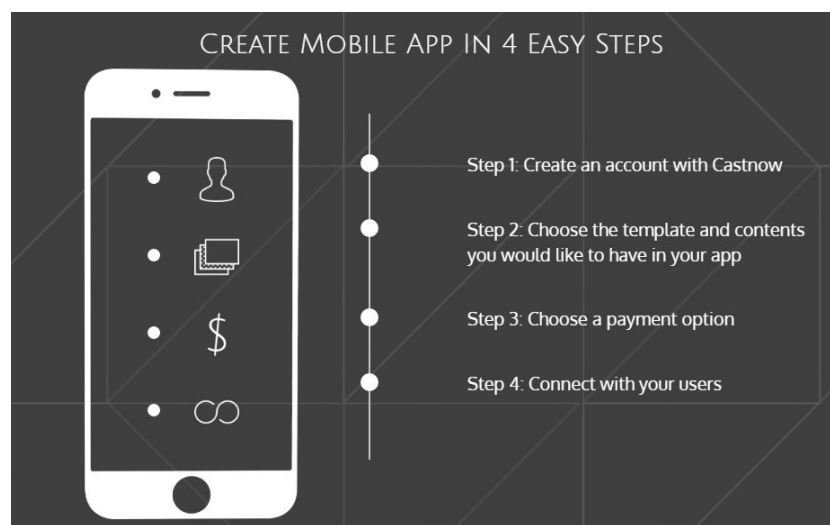 Create Mobile App In 4 Easy Steps
$
Step 1: Create an account with Castnow
Step 2: Choose the template and contents
you would like to have in your app
Step 3: Choose a payment option
Step 4: Connect with your users